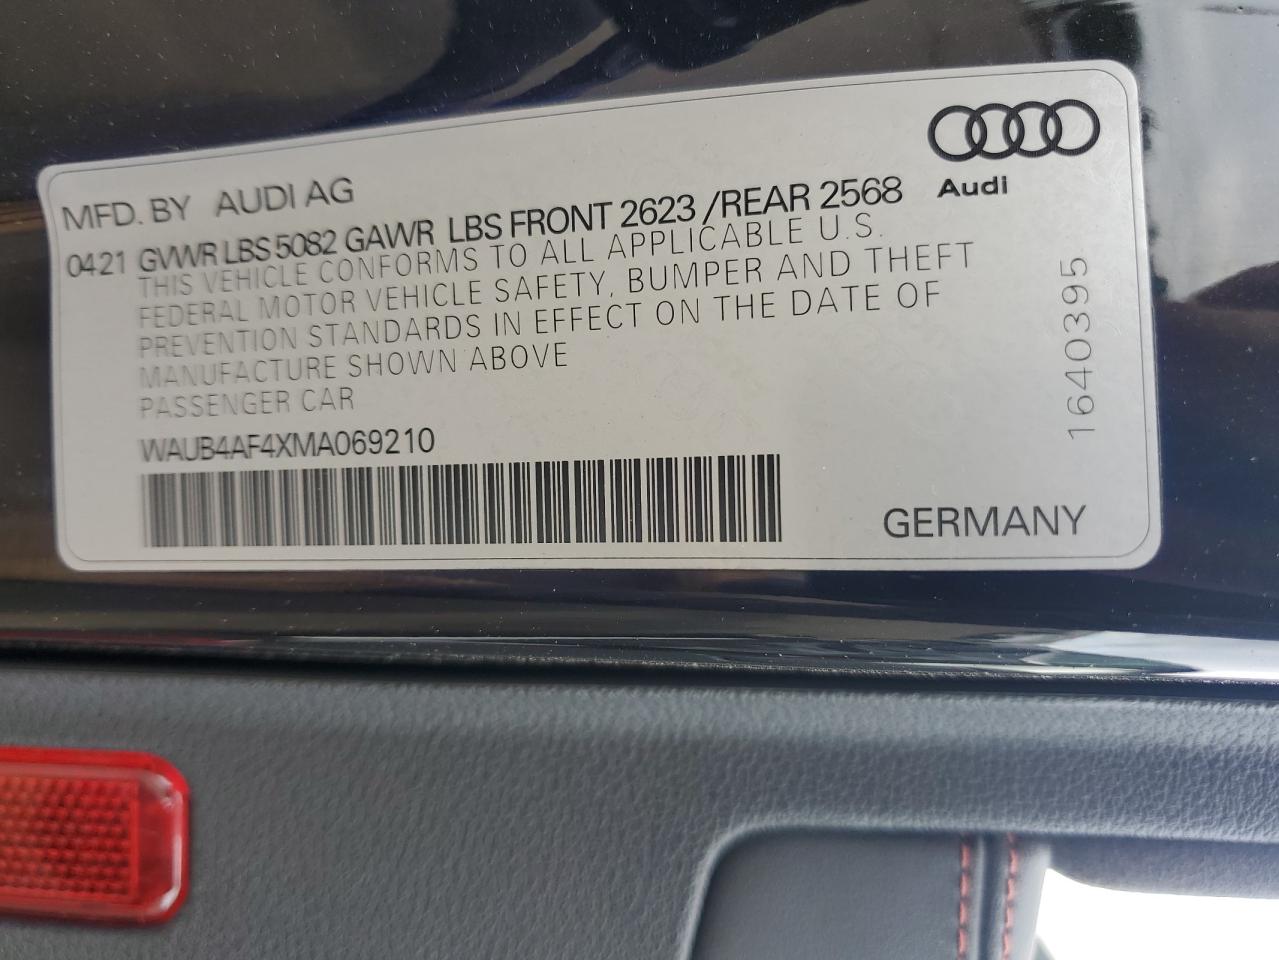 MFD. BY AUDI AG
0421 GVWR LBS 5082 GAWR LBS FRONT 2623 /REAR 2568
THIS VEHICLE CONFORMS TO ALL APPLICABLE U.S.
FEDERAL MOTOR VEHICLE SAFETY, BUMPER AND THEFT
PREVENTION STANDARDS IN EFFECT ON THE DATE OF
MANUFACTURE SHOWN ABOVE
PASSENGER CAR
WAUB4AF4XMA069210
Audi
16403395
GERMANY